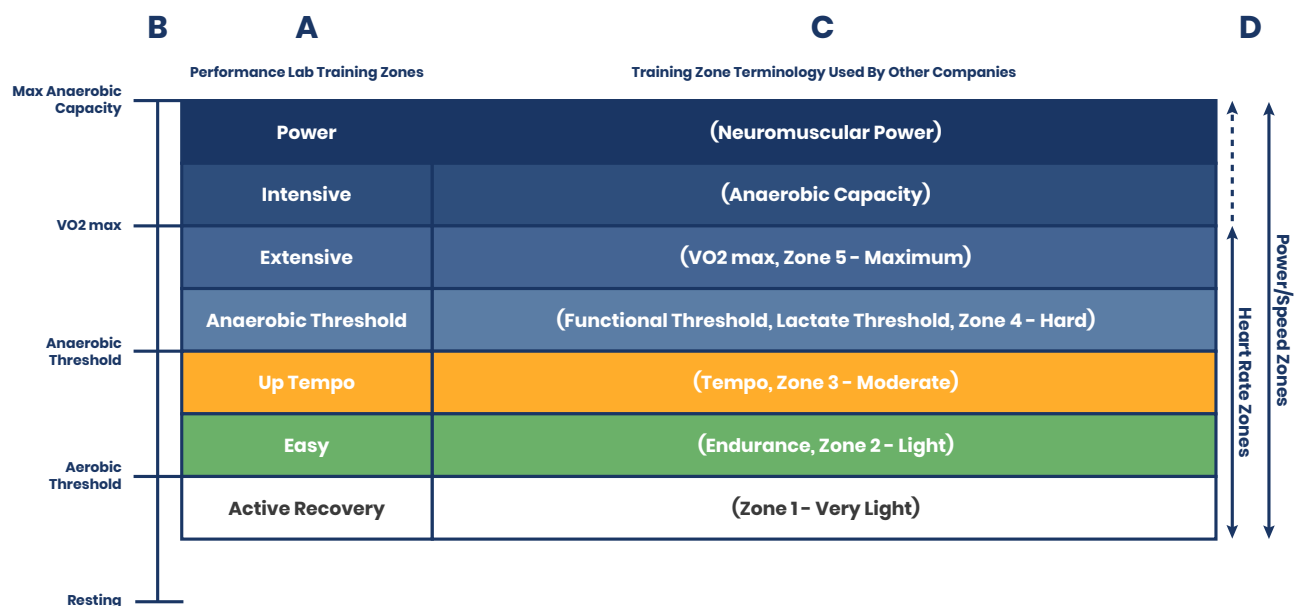 B
A
C
D
Performance Lab Training Zones
Training Zone Terminology Used By Other Companies
Max Anaerobic
Capacity
Power
(Neuromuscular Power)
Intensive
(Anaerobic Capacity)
VO2 max
Extensive
(VO2 max, Zone 5 - Maximum)
Anaerobic Threshold
(Functional Threshold, Lactate Threshold, Zone 4 - Hard)
Anaerobic
Threshold
Up Tempo
(Tempo, Zone 3 - Moderate)
Easy
(Endurance, Zone 2 - Light)
Aerobic
Threshold
Active Recovery
(Zone 1 - Very Light)
Resting
Heart Rate Zones
Power/Speed Zones